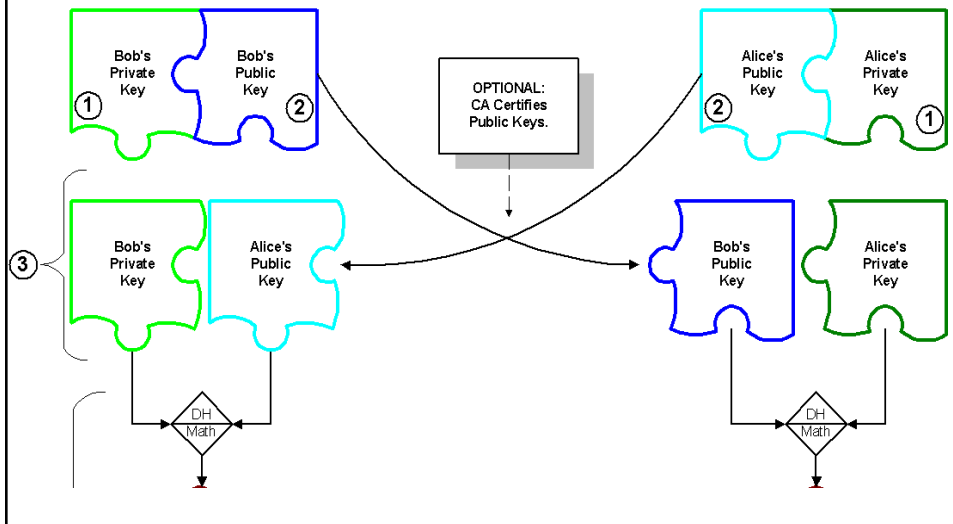 Bob's
Private
Key
1
Bob's
Public
Key
2
OPTIONAL:
CA Certifies
Public Keys.
Alice's
Public
Key
2
Alice's
Private
Key
1
3
Bob's
Private
Key
Alice's
Public
Key
Bob's
Public
Key
Alice's
Private
Key
DH
Math
DH
Math